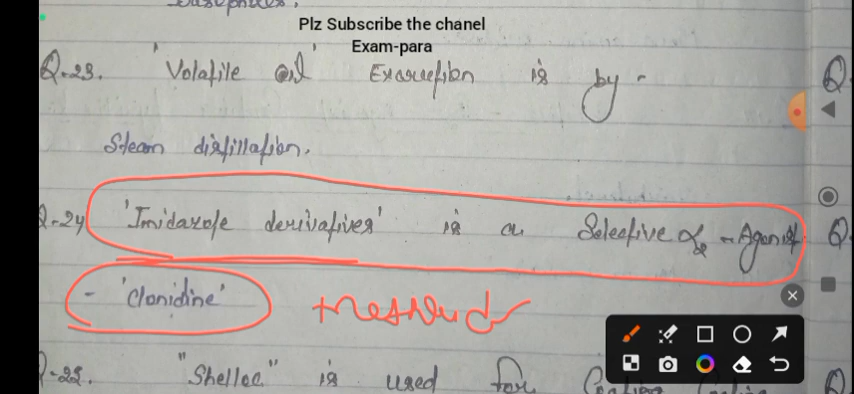 Plz Subscribe the chanel
Exam-para
Q.23. 'Volatile oil' is by -
Steam distillation.
Q-24 'Imidazole derivatives' is a Selective α₂ - Agonist. Q.
- 'Clonidine'
Q-25. "Shellac" is used for